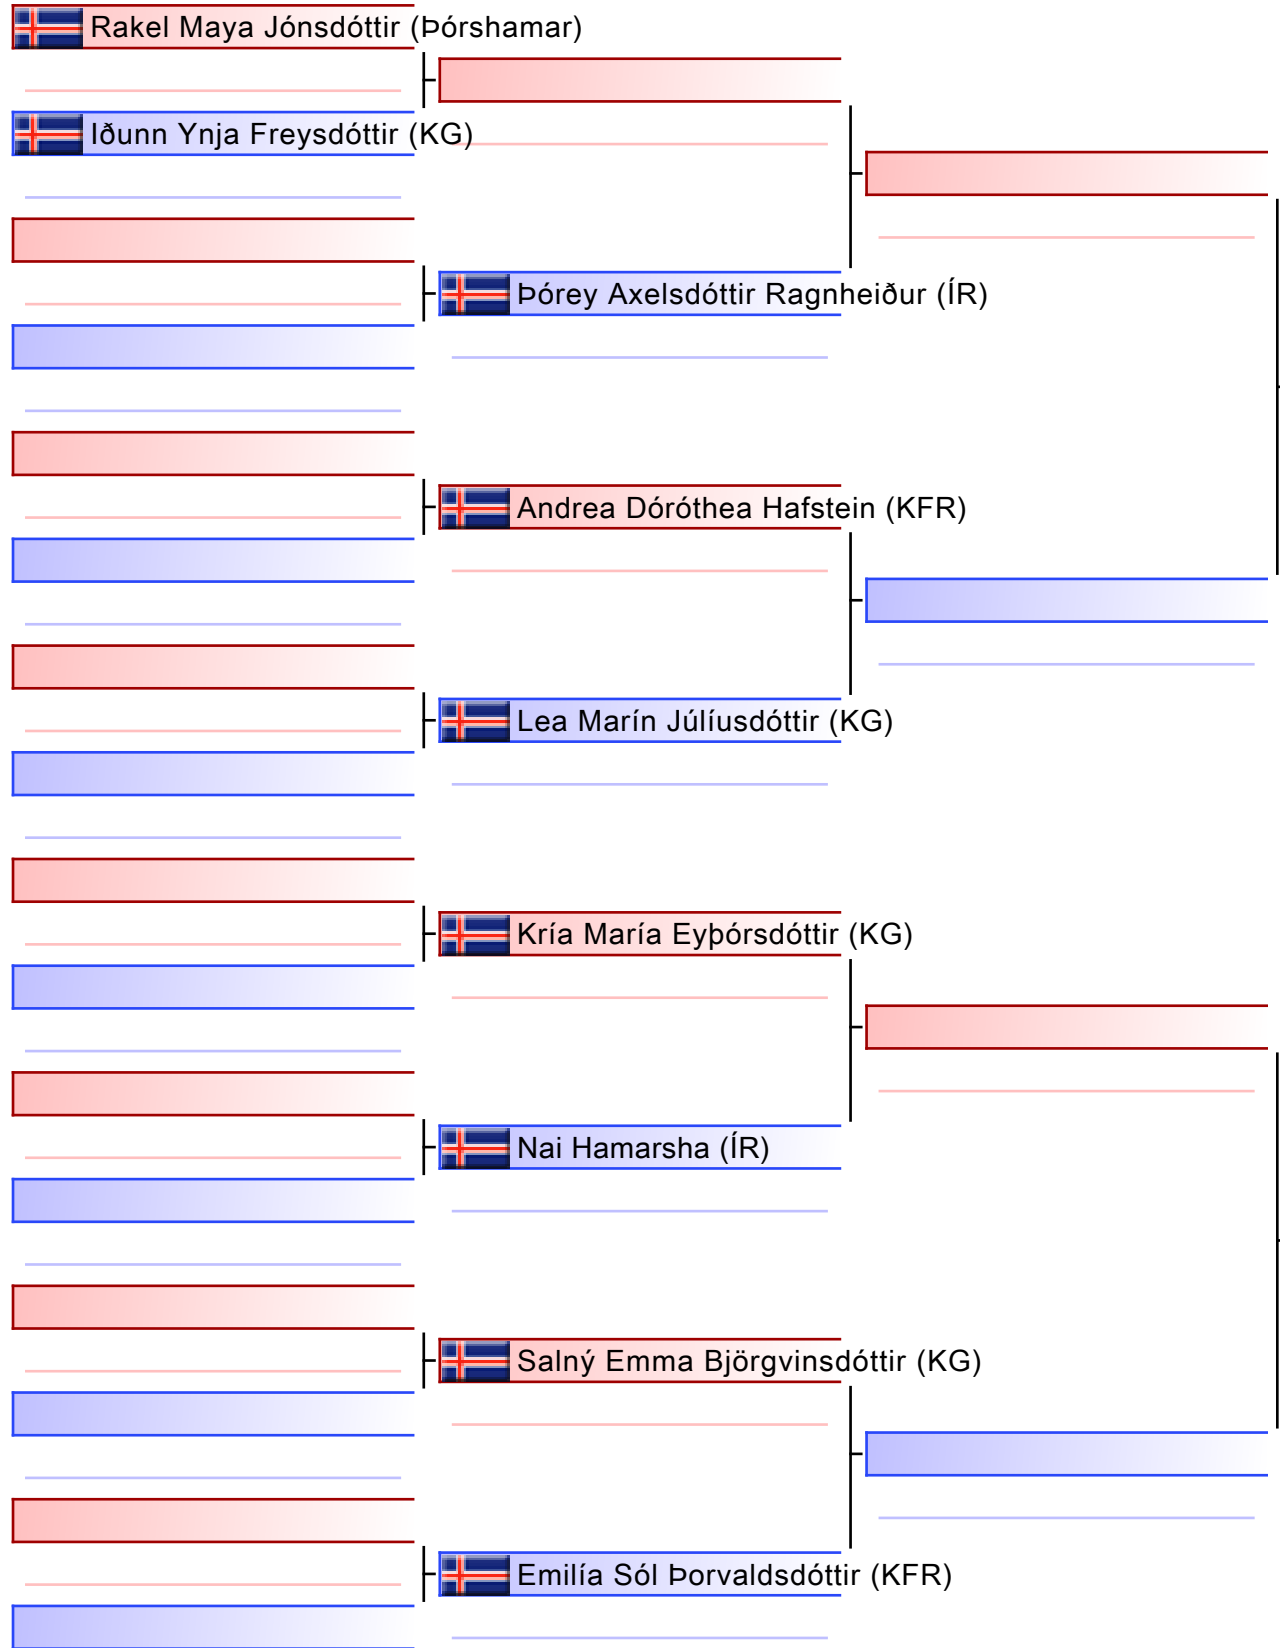 Rakel Maya Jónsdóttir (Þórshamar)
Iðunn Ynja Freysdóttir (KG)
Þórey Axelsdóttir Ragnheiður (ÍR)
Andrea Dóróthea Hafstein (KFR)
Lea Marín Júlíusdóttir (KG)
Kría María Eyþórsdóttir (KG)
Nai Hamarsha (ÍR)
Salný Emma Björgvinsdóttir (KG)
Emilía Sól Þorvaldsdóttir (KFR)